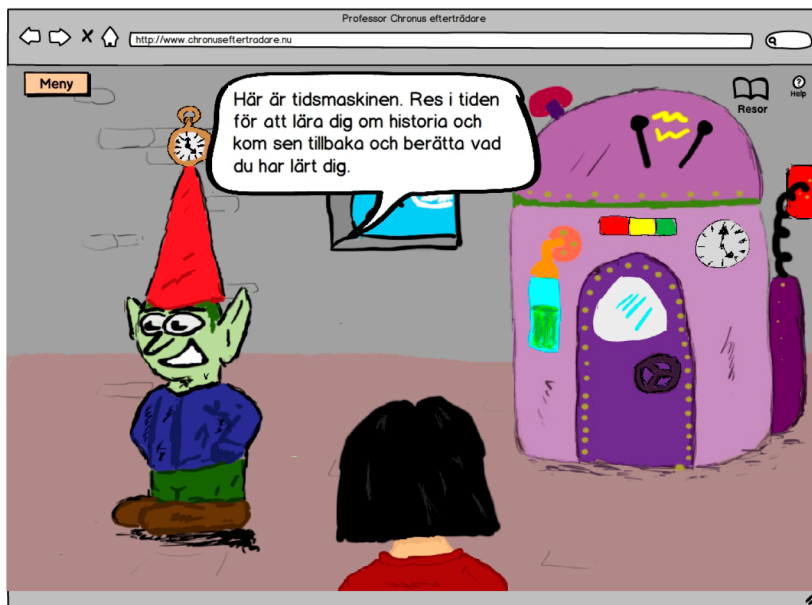 Professor Chronus efterträdare
http://www.chronuseftertradare.nu
Meny
Här är tidsmaskinen. Res i tiden
för att lära dig om historia och
kom sen tillbaka och berätta vad
du har lärt dig.
Resor
?
Help